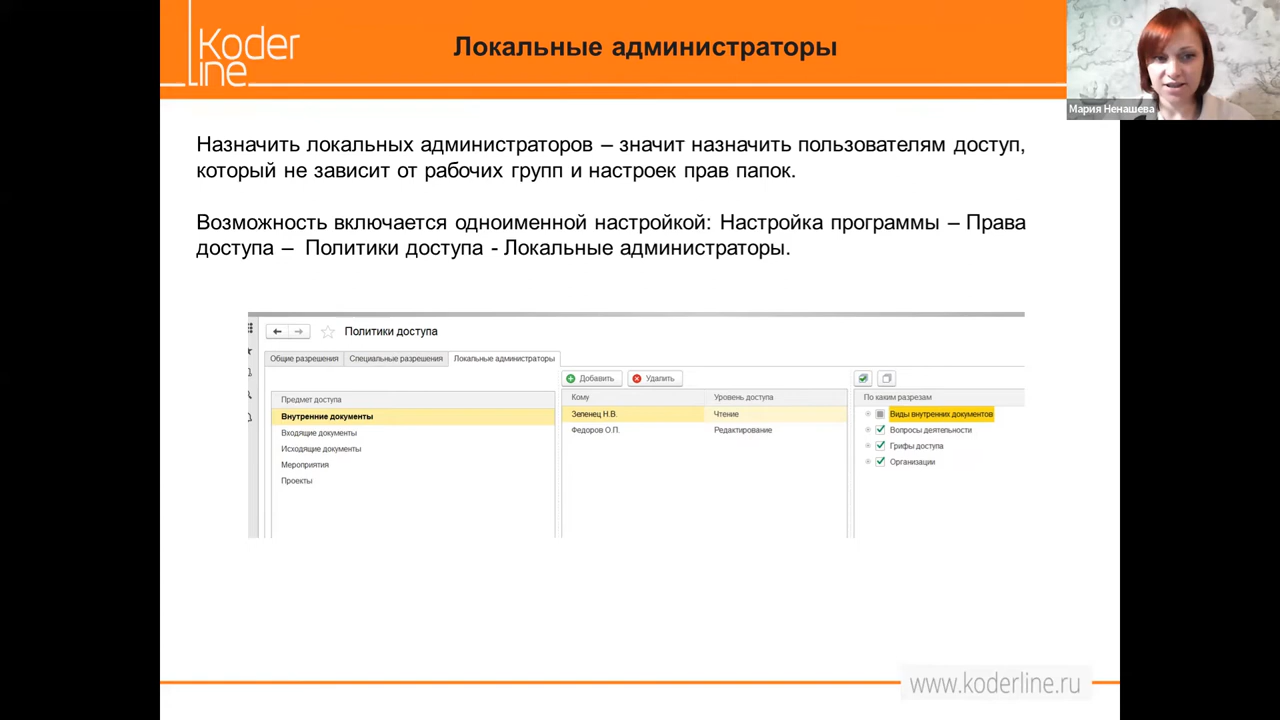 Koder
line
Локальные администраторы
Мария Ненашева
Назначить локальных администраторов – значит назначить пользователям доступ,
который не зависит от рабочих групп и настроек прав папок.
Возможность включается одноименной настройкой: Настройка программы – Права
доступа – Политики доступа - Локальные администраторы.
Политики доступа
Общие разрешения Специальные разрешения Локальные администраторы
Добавить Удалить
Предмет доступа Кому Уровень доступа По каким разрезам
Внутренние документы Зеленец Н.В. Чтение Виды внутренних документов
Входящие документы Федоров О.П. Редактирование Вопросы деятельности
Исходящие документы Грифы доступа
Мероприятия Организации
Проекты
www.koderline.ru